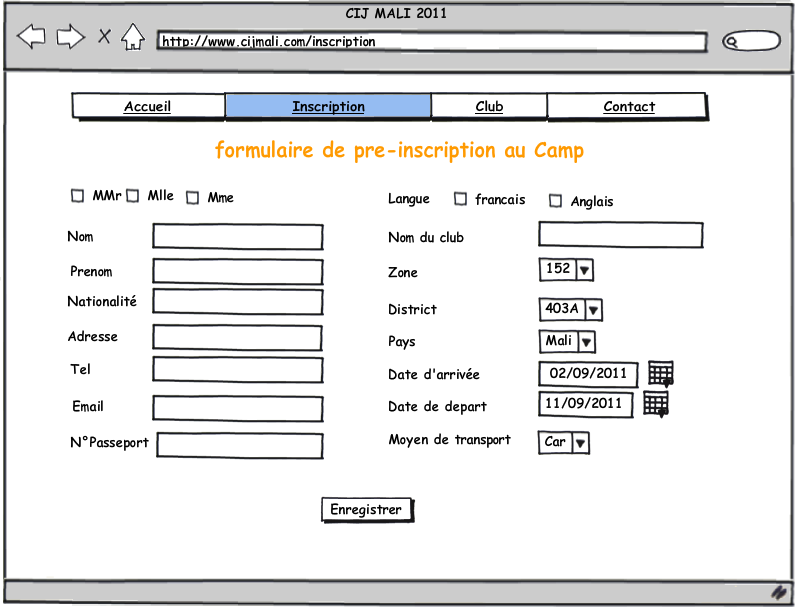 CIJ MALI 2011
http://www.cijmali.com/inscription
Accueil Inscription Club Contact
formulaire de pre-inscription au Camp
MMr Mlle Mme
Langue francais Anglais
Nom
Nom du club
Prenom
Zone 152
Nationalité
District 403A
Adresse
Pays Mali
Tel
Date d'arrivée 02/09/2011
Email
Date de depart 11/09/2011
N°Passeport
Moyen de transport Car
Enregistrer